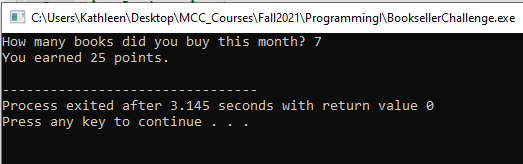 C:\Users\Kathleen\Desktop\MCC_Courses\Fall2021\ProgrammingI\BooksellerChallenge.exe
How many books did you buy this month? 7
You earned 25 points.
--------------------------------
Process exited after 3.145 seconds with return value 0
Press any key to continue . . .